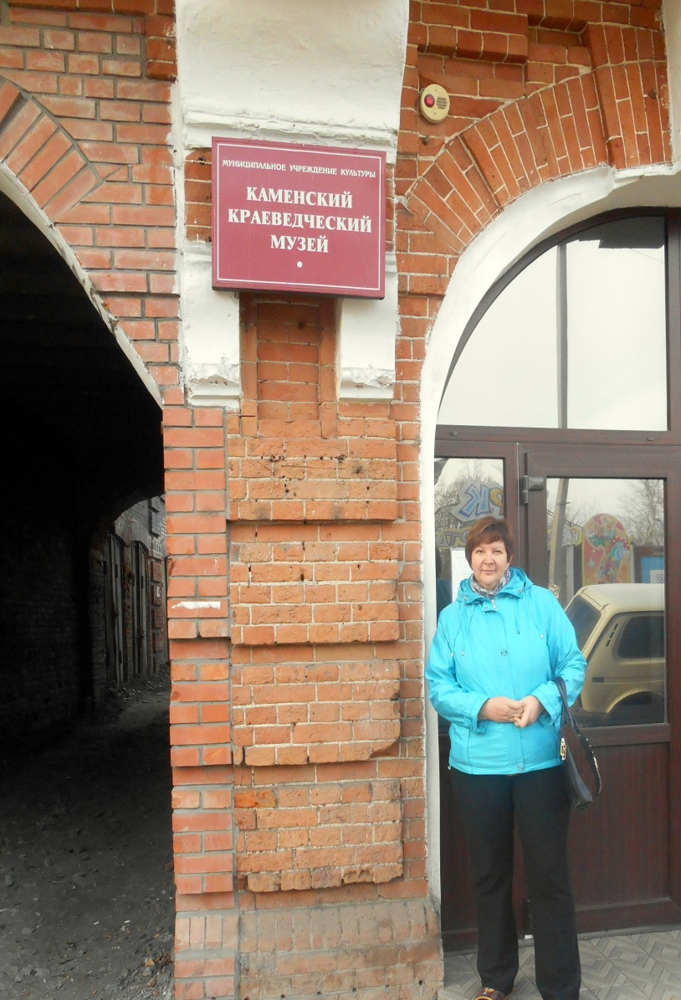 МУНИЦИПАЛЬНОЕ УЧРЕЖДЕНИЕ КУЛЬТУРЫ
КАМЕНСКИЙ
КРАЕВЕДЧЕСКИЙ
МУЗЕЙ